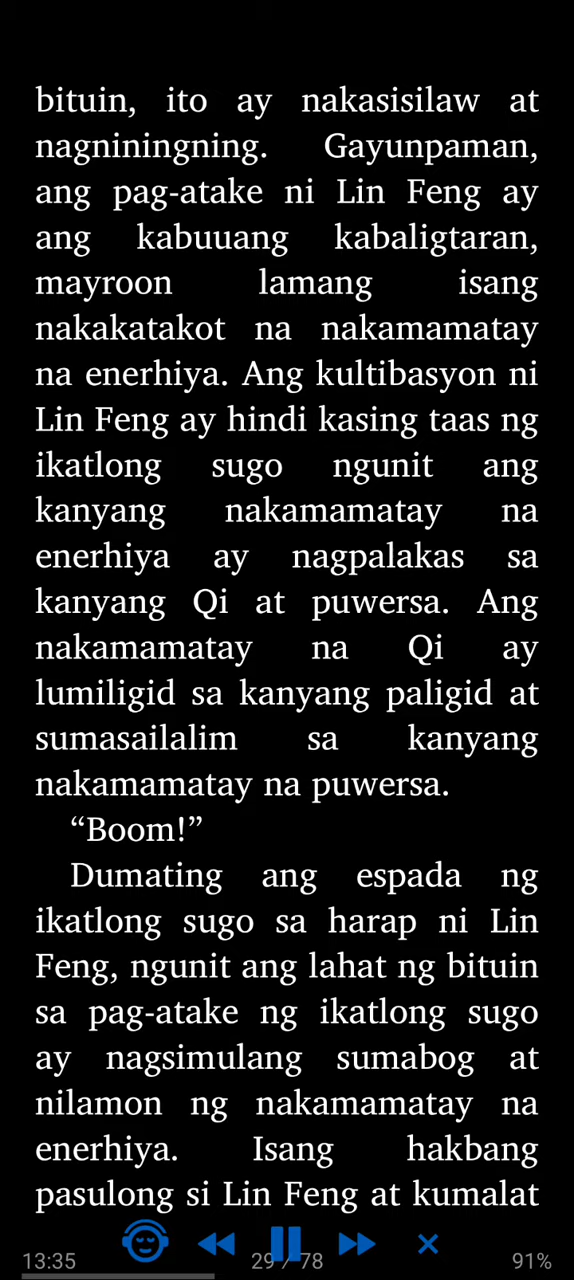 bituin, ito ay nakasisilaw at
nagniningning. Gayunpaman,
ang pag-atake ni Lin Feng ay
ang kabuuang kabaligtaran,
mayroon lamang isang
nakakatakot na nakamamatay
na enerhiya. Ang kultibasyon ni
Lin Feng ay hindi kasing taas ng
ikatlong sugo ngunit ang
kanyang nakamamatay na
enerhiya ay nagpalakas sa
kanyang Qi at puwersa. Ang
nakamamatay na Qi ay
lumiligid sa kanyang paligid at
sumasailalim sa kanyang
nakamamatay na puwersa.
“Boom!”
Dumating ang espada ng
ikatlong sugo sa harap ni Lin
Feng, ngunit ang lahat ng bituin
sa pag-atake ng ikatlong sugo
ay nagsimulang sumabog at
nilamon ng nakamamatay na
enerhiya. Isang hakbang
pasulong si Lin Feng at kumalat
13:35 29 / 78 91%